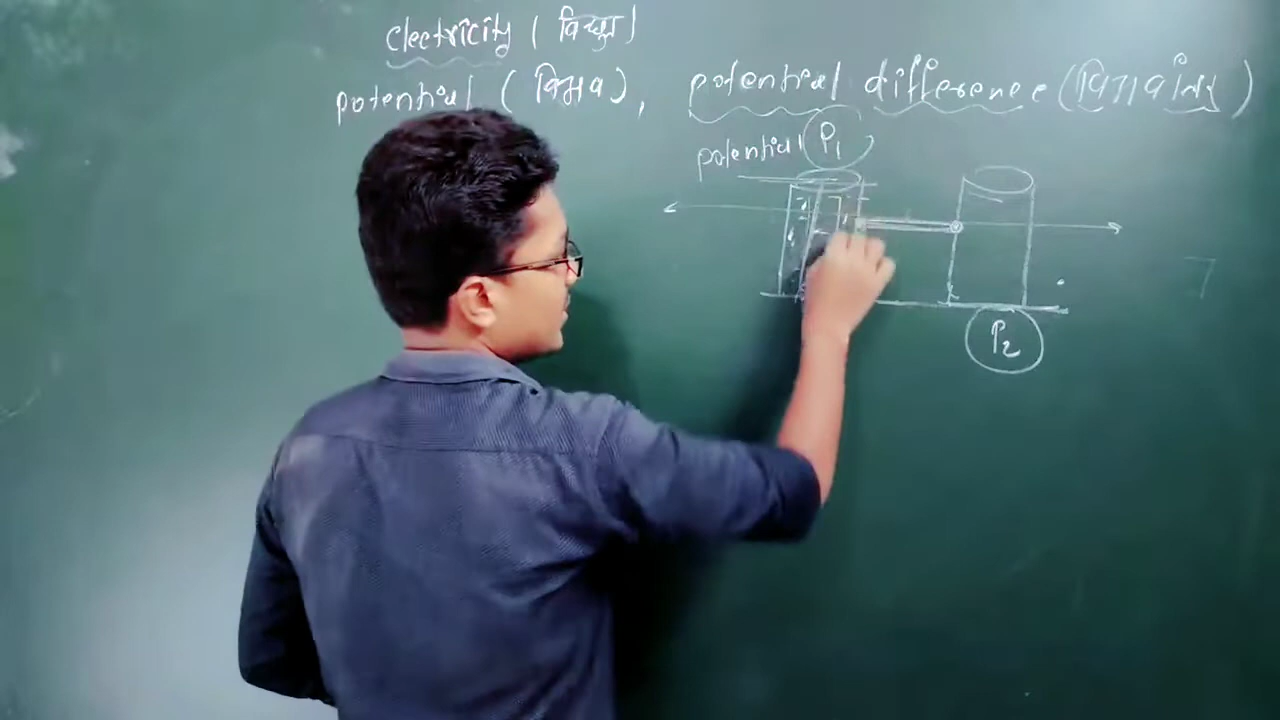 electricity (विद्युत)
potential (विभव), potential difference (विभवांतर)
potential P₁
P₂